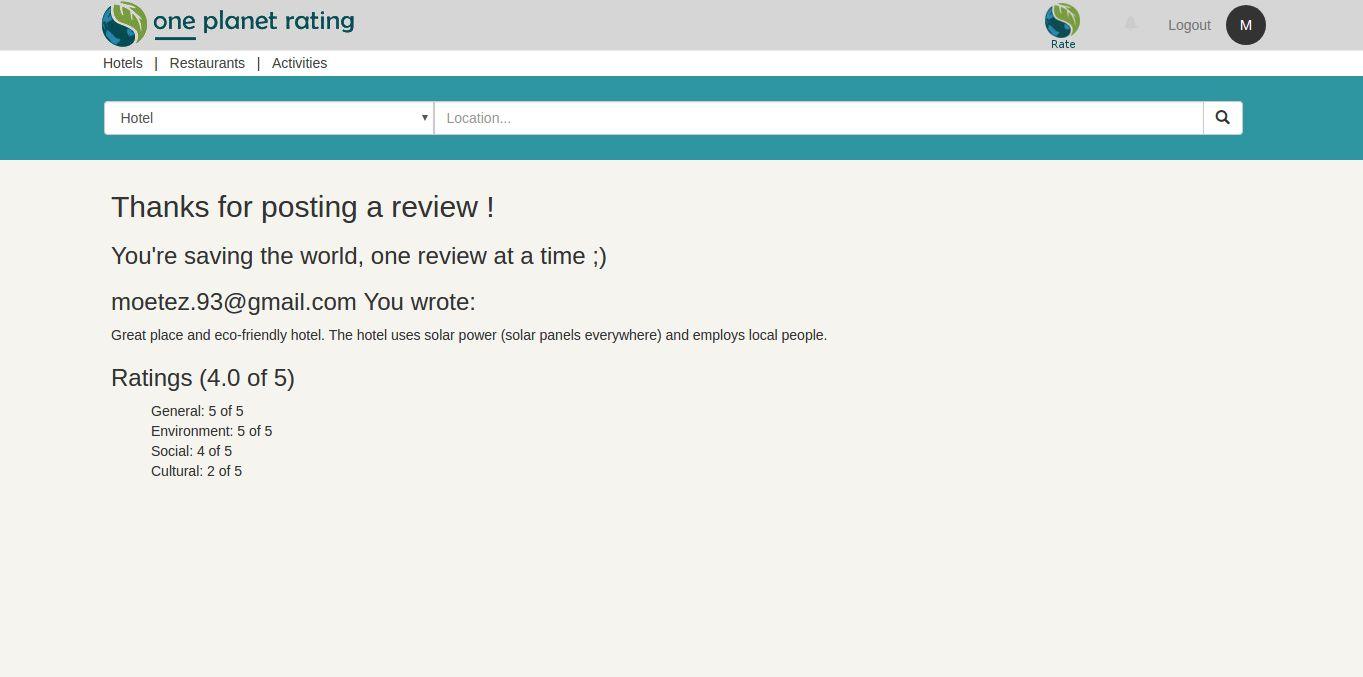 one planet rating
Rate
Logout
M
Hotels | Restaurants | Activities
Hotel
Location...
Thanks for posting a review !
You're saving the world, one review at a time ;)
moetez.93@gmail.com You wrote:
Great place and eco-friendly hotel. The hotel uses solar power (solar panels everywhere) and employs local people.
Ratings (4.0 of 5)
General: 5 of 5
Environment: 5 of 5
Social: 4 of 5
Cultural: 2 of 5